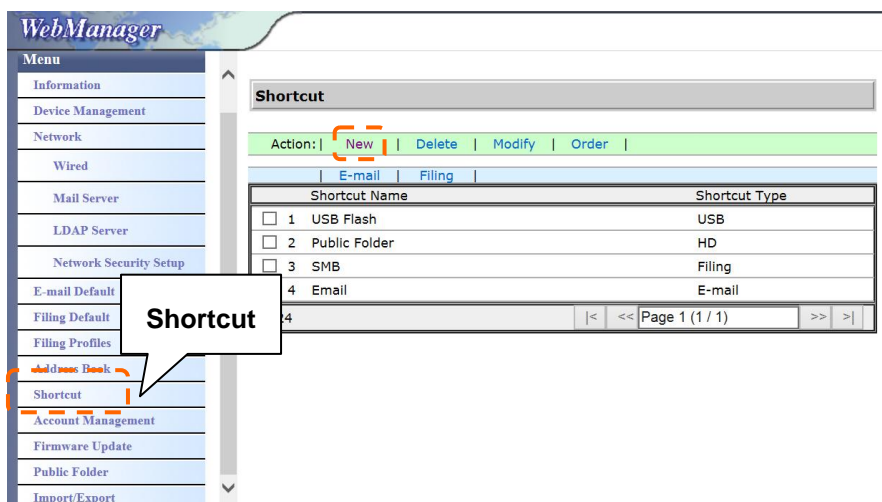 WebManager
Menu
Information
Device Management
Network
Wired
Mail Server
LDAP Server
Network Security Setup
E-mail Default
Filing Default
Filing Profiles
Address Book
Shortcut
Account Management
Firmware Update
Public Folder
Import/Export
Shortcut
Shortcut
Action:| New | Delete | Modify | Order |
| E-mail | Filing |
Shortcut Name Shortcut Type
1 USB Flash USB
2 Public Folder HD
3 SMB Filing
4 Email E-mail
24 |< << Page 1 (1 / 1) >> >|